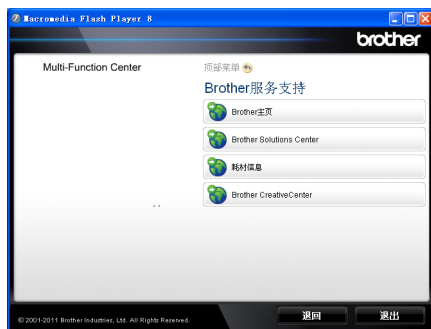 Macromedia Flash Player 8
brother
Multi-Function Center
顶部菜单
Brother服务支持
Brother主页
Brother Solutions Center
耗材信息
Brother CreativeCenter
© 2001-2011 Brother Industries, Ltd. All Rights Reserved.
退回
退出